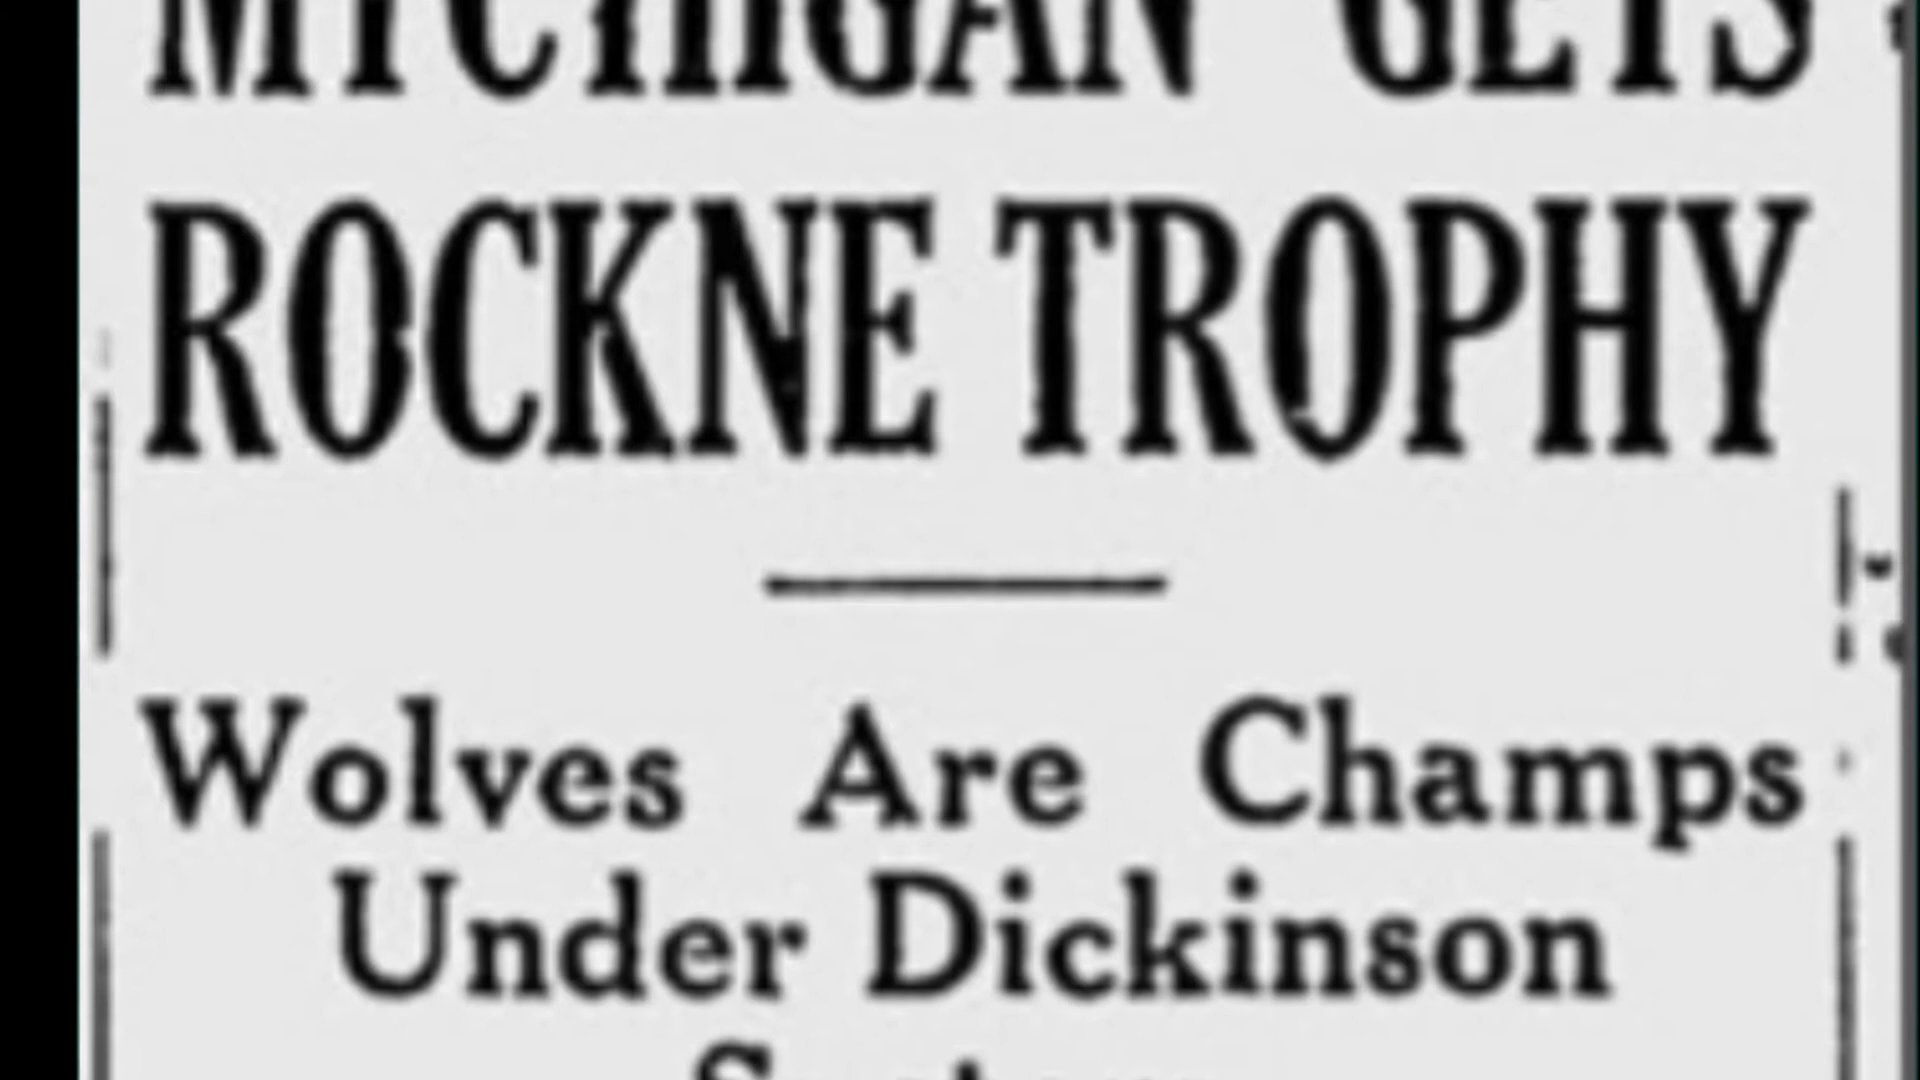 MICHIGAN GETS
ROCKNE TROPHY
Wolves Are Champs
Under Dickinson